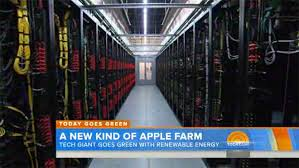 TODAY GOES GREEN
A NEW KIND OF APPLE FARM
TECH GIANT GOES GREEN WITH RENEWABLE ENERGY